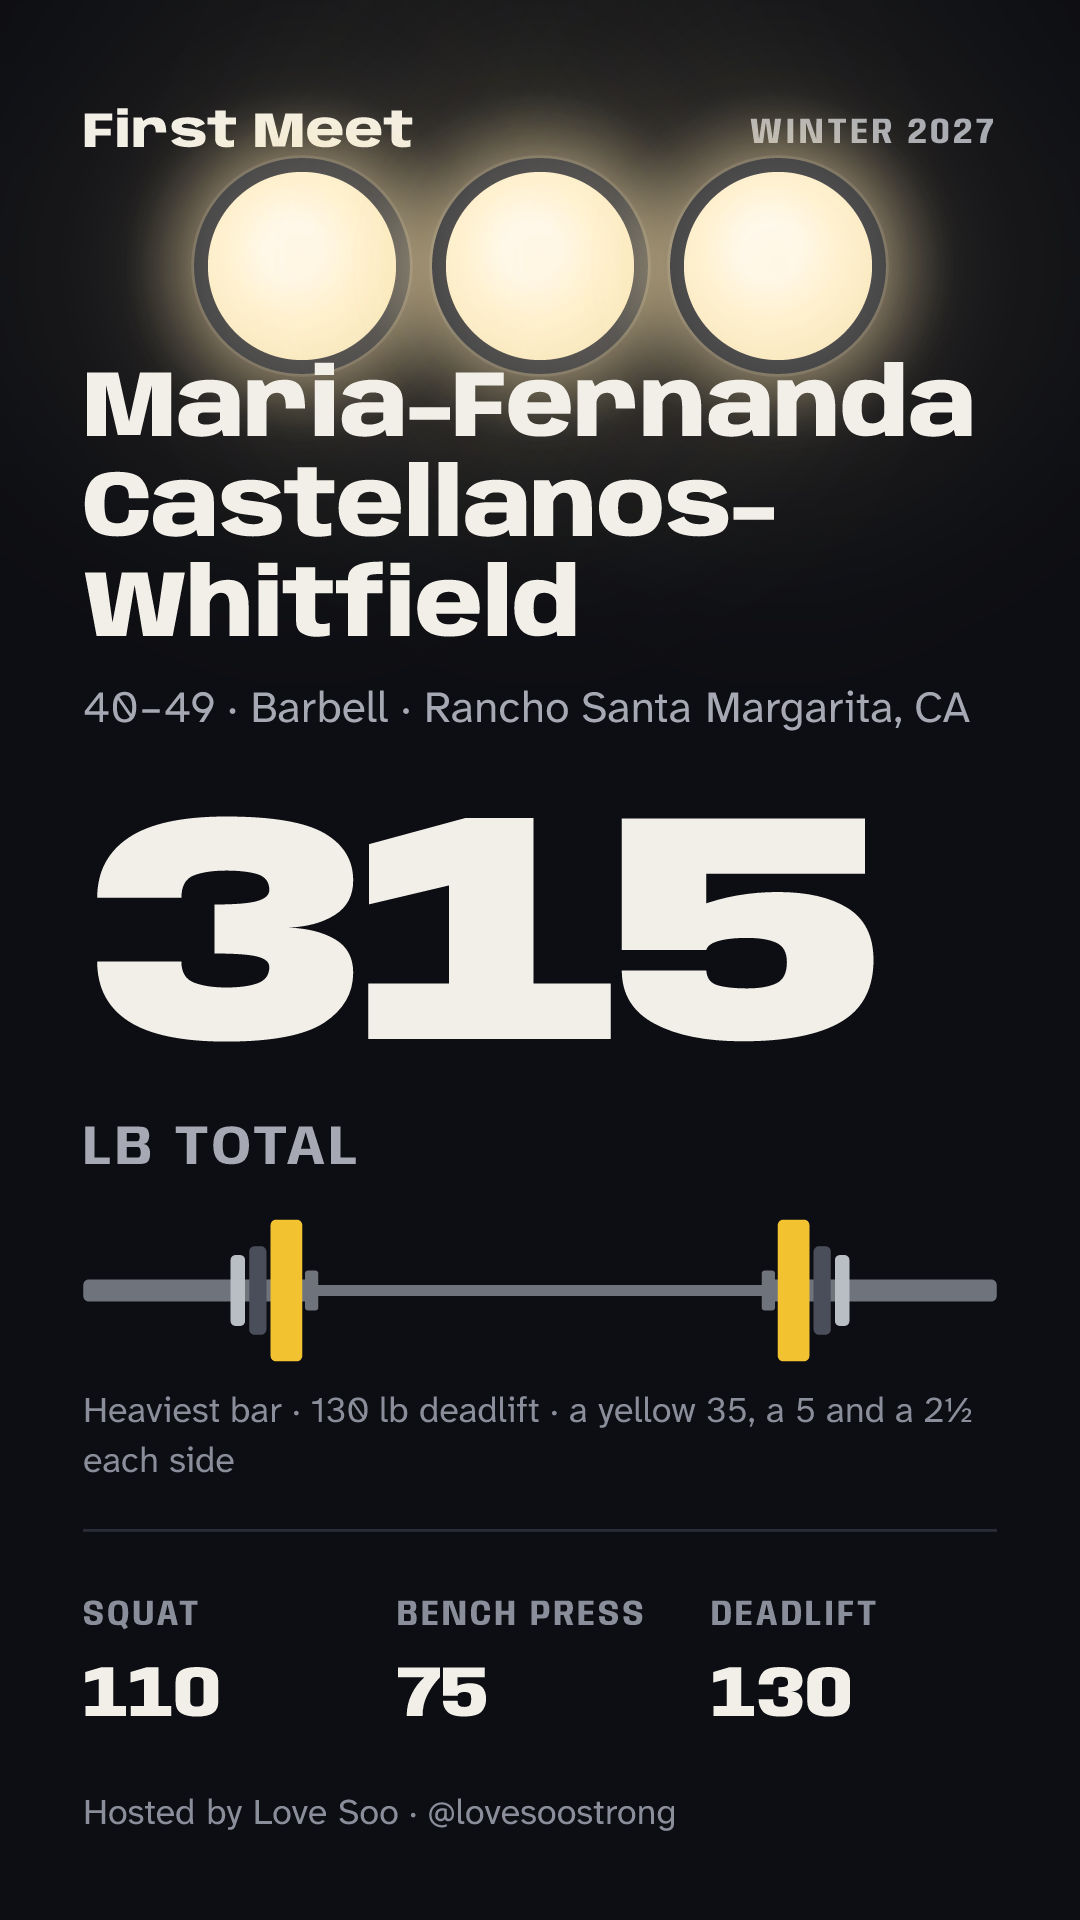 First Meet
WINTER 2027
Maria-Fernanda
Castellanos-
Whitfield
40–49 · Barbell · Rancho Santa Margarita, CA
315
LB TOTAL
Heaviest bar · 130 lb deadlift · a yellow 35, a 5 and a 2½
each side
SQUAT
BENCH PRESS
DEADLIFT
110
75
130
Hosted by Love Soo · @lovesoostrong